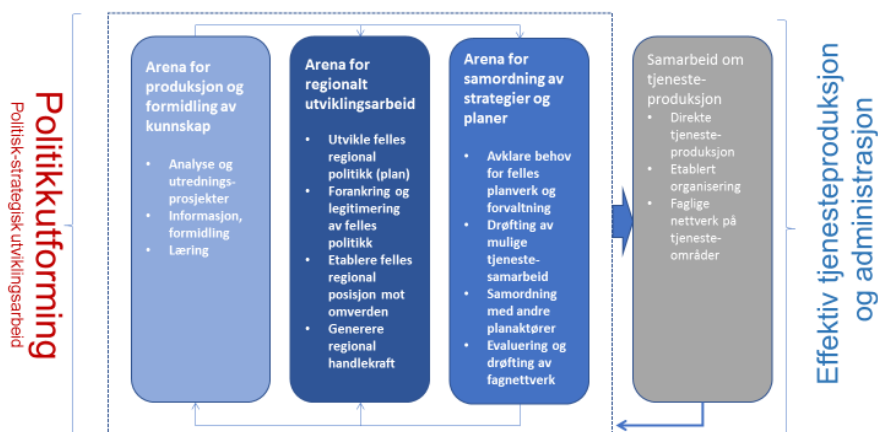 Politikkutforming
Politisk-strategisk utviklingsarbeid
Arena for
produksjon og
formidling av
kunnskap
• Analyse og
utrednings-
prosjekter
• Informasjon,
formidling
• Læring
Arena for
regionalt
utviklingsarbeid
• Utvikle felles
regional
politikk (plan)
• Forankring og
legitimering
av felles
politikk
• Etablere felles
regional
posisjon mot
omverden
• Generere
regional
handlekraft
Arena for
samordning av
strategier og
planer
• Avklare behov
for felles
planverk og
forvaltning
• Drøfting av
mulige
tjeneste-
samarbeid
• Samordning
med andre
planaktører
• Evaluering og
drøfting av
fagnettverk
Samarbeid om
tjeneste-
produksjon
• Direkte
tjeneste-
produksjon
• Etablert
organisering
• Faglige
nettverk på
tjeneste-
områder
Effektiv tjenesteproduksjon
og administrasjon